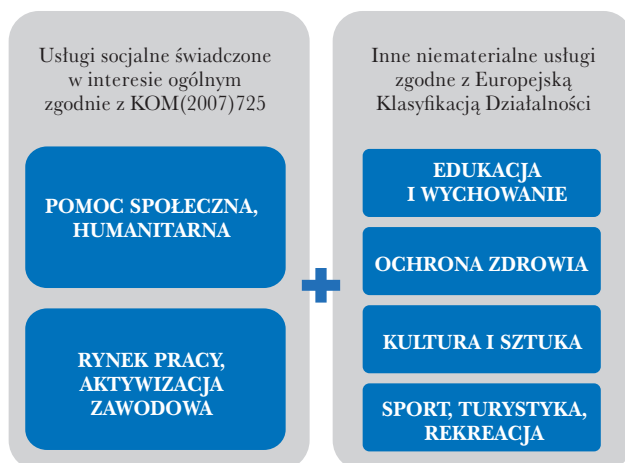 Usługi socjalne świadczone
w interesie ogólnym
zgodnie z KOM(2007)725
POMOC SPOŁECZNA,
HUMANITARNA
RYNEK PRACY,
AKTYWIZACJA
ZAWODOWA
Inne niematerialne usługi
zgodne z Europejską
Klasyfikacją Działalności
EDUKACJA
I WYCHOWANIE
OCHRONA ZDROWIA
KULTURA I SZTUKA
SPORT, TURYSTYKA,
REKREACJA